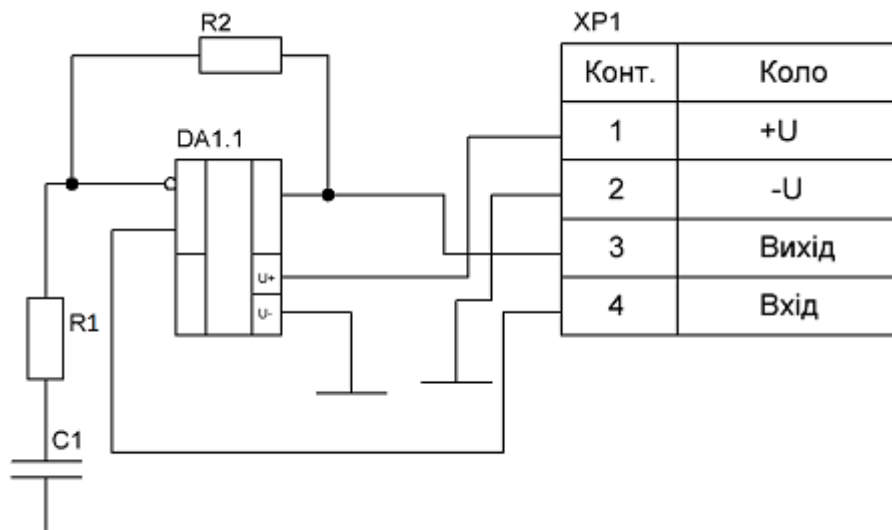 R2
XP1
Конт. Коло
1 +U
2 -U
3 Вихід
4 Вхід
DA1.1
U+
U-
R1
C1